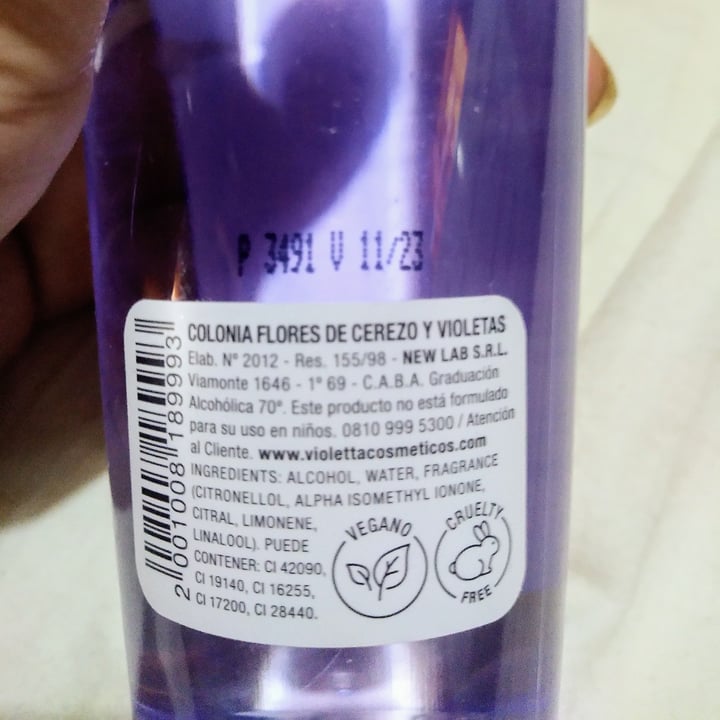 P 3491 V 11/23
COLONIA FLORES DE CEREZO Y VIOLETAS
Elab. N° 2012 - Res. 155/98 - NEW LAB S.R.L.
Viamonte 1646 - 1° 69 - C.A.B.A. Graduación
Alcohólica 70°. Este producto no está formulado
para su uso en niños. 0810 999 5300 / Atención
al Cliente. www.violettacosmeticos.com
INGREDIENTS: ALCOHOL, WATER, FRAGRANCE
(CITRONELLOL, ALPHA ISOMETHYL IONONE,
CITRAL, LIMONENE,
LINALOOL). PUEDE
CONTENER: CI 42090,
CI 19140, CI 16255,
CI 17200, CI 28440.
VEGANO
CRUELTY
FREE
2001008189993